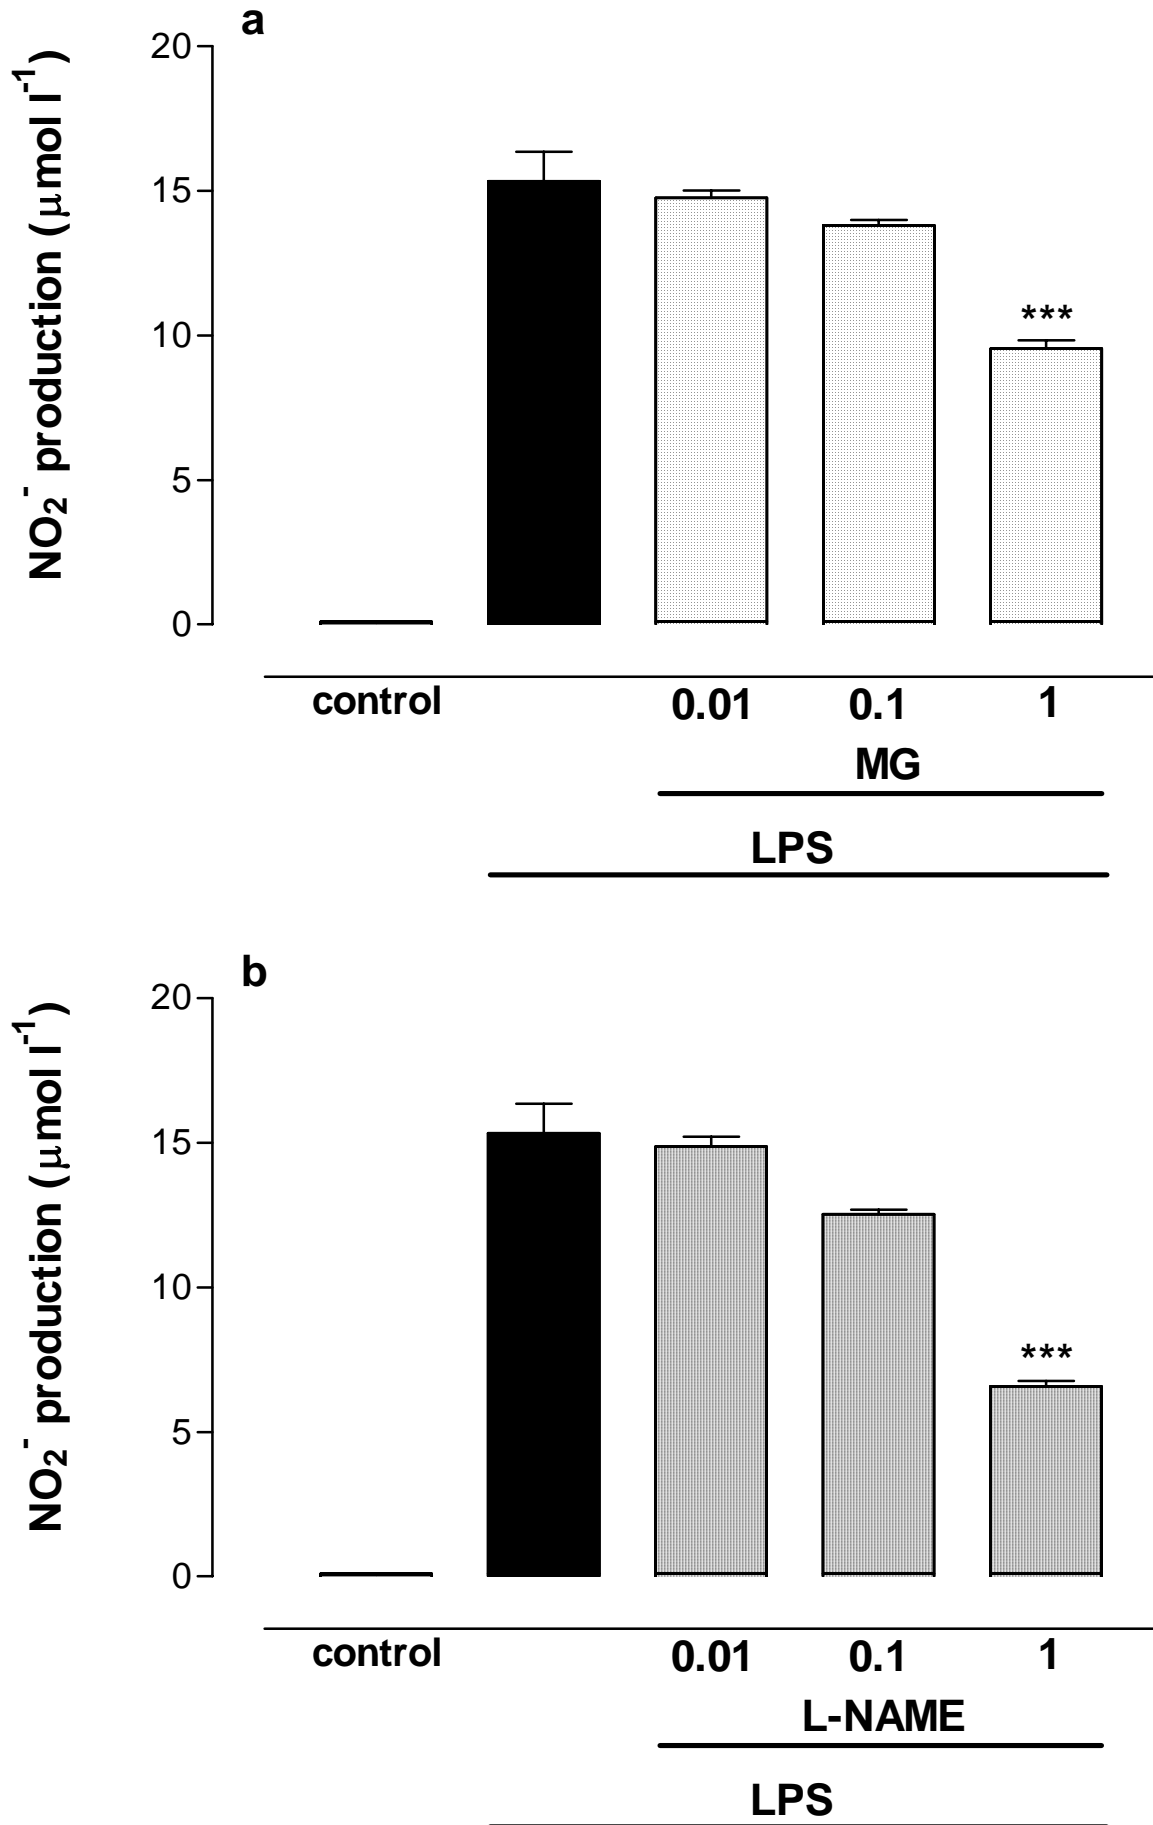 a
NO₂⁻ production (μmol l⁻¹)
20
15
10
5
0
***
control 0.01 0.1 1
MG
LPS
b
NO₂⁻ production (μmol l⁻¹)
20
15
10
5
0
***
control 0.01 0.1 1
L-NAME
LPS